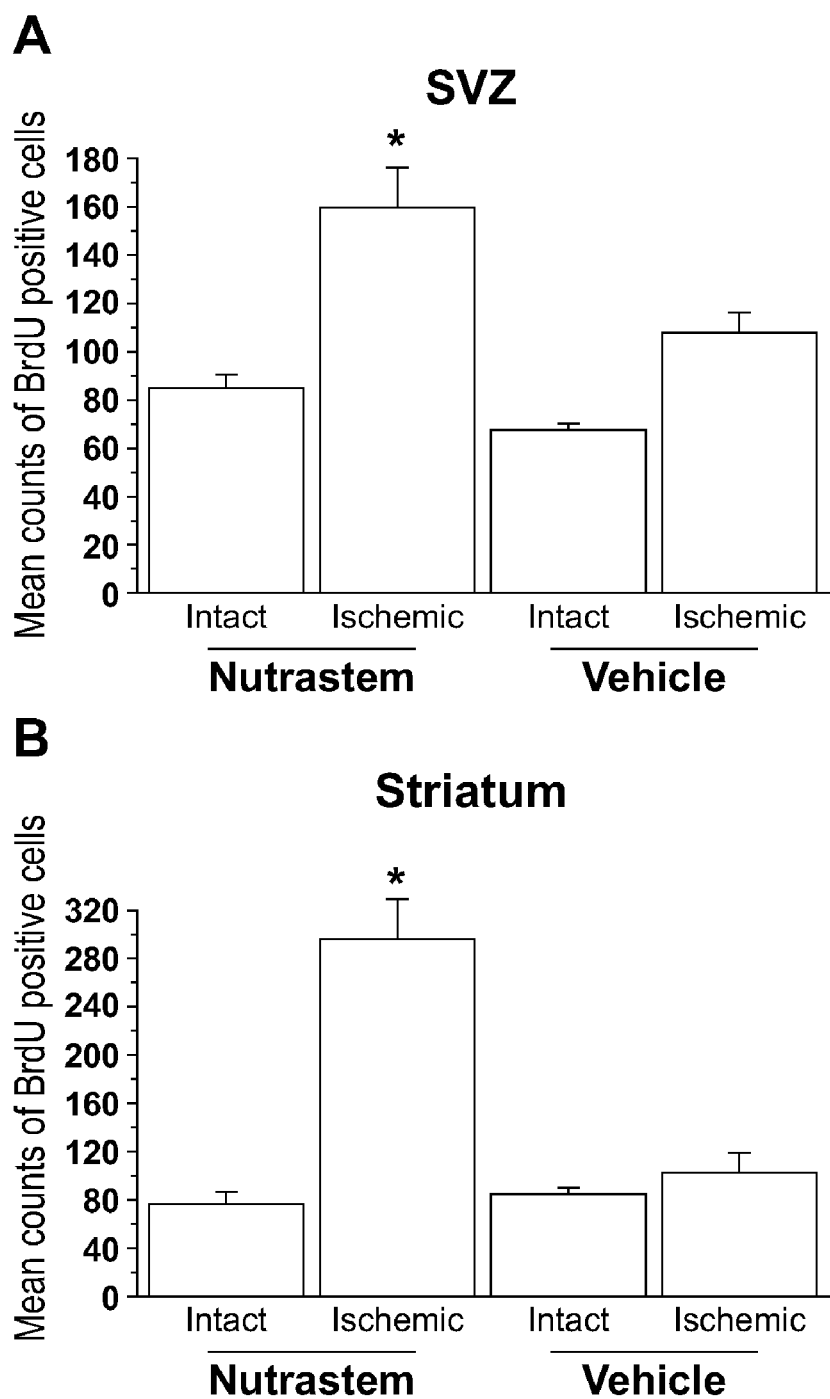 A
SVZ
Mean counts of BrdU positive cells
*
180
160
140
120
100
80
60
40
20
0
Intact Ischemic Intact Ischemic
Nutrastem Vehicle
B
Striatum
Mean counts of BrdU positive cells
*
320
280
240
200
160
120
80
40
0
Intact Ischemic Intact Ischemic
Nutrastem Vehicle